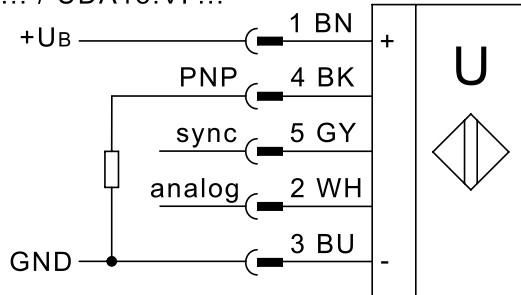 +UB 1 BN +
PNP 4 BK
sync 5 GY
analog 2 WH
GND 3 BU -
U